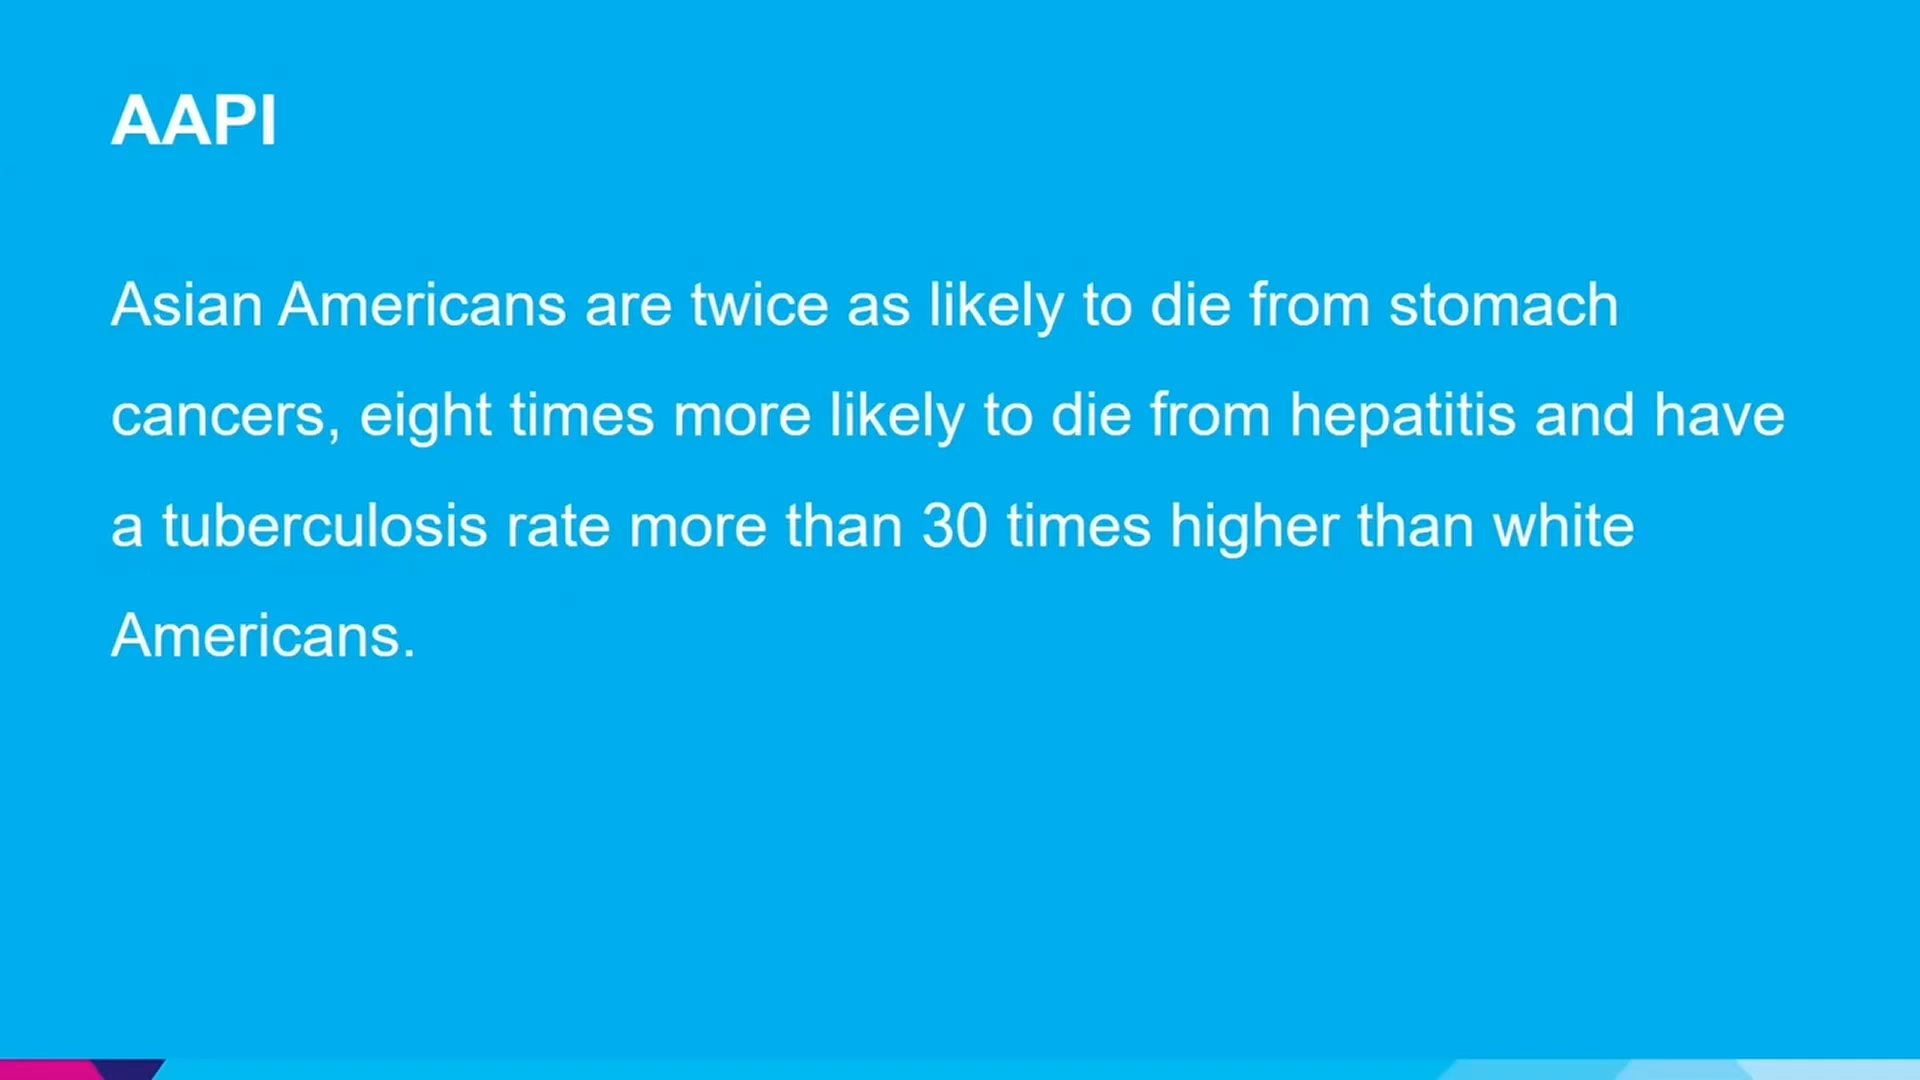 AAPI
Asian Americans are twice as likely to die from stomach
cancers, eight times more likely to die from hepatitis and have
a tuberculosis rate more than 30 times higher than white
Americans.